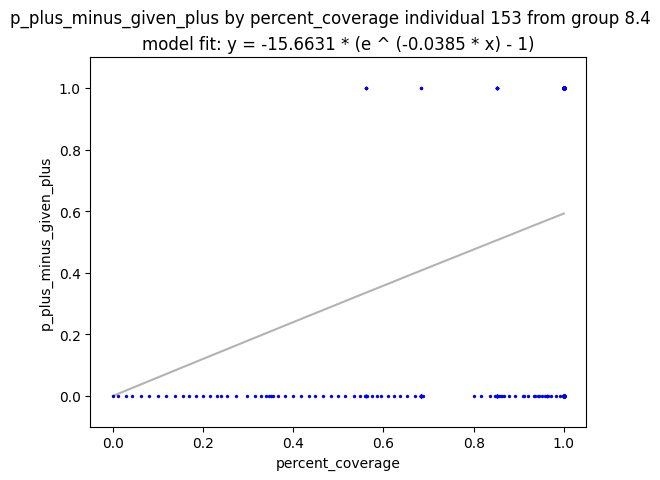 p_plus_minus_given_plus by percent_coverage individual 153 from group 8.4
model fit: y = -15.6631 * (e ^ (-0.0385 * x) - 1)
1.0
0.8
0.6
0.4
0.2
0.0
p_plus_minus_given_plus
0.0 0.2 0.4 0.6 0.8 1.0
percent_coverage